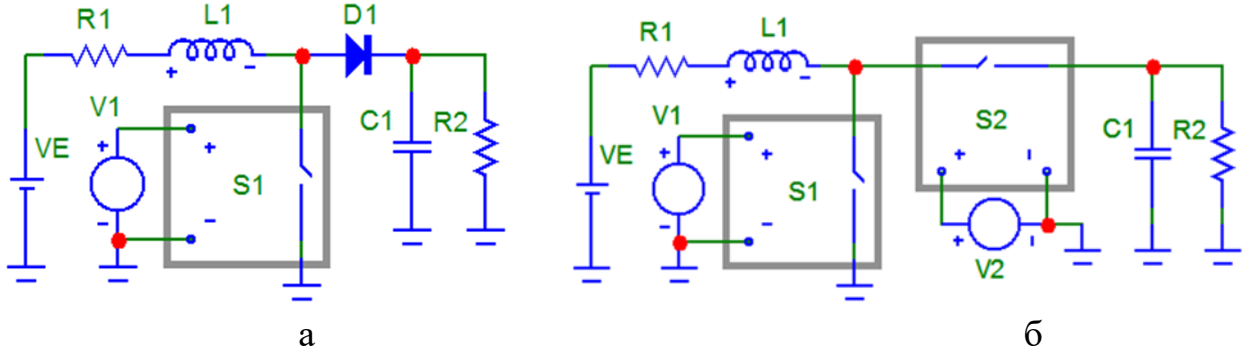 R1 L1 D1
VE V1 S1 C1 R2
+ - + - + -
а
R1 L1
VE V1 S1 S2 C1 R2
+ - + - + - + - + -
V2
б